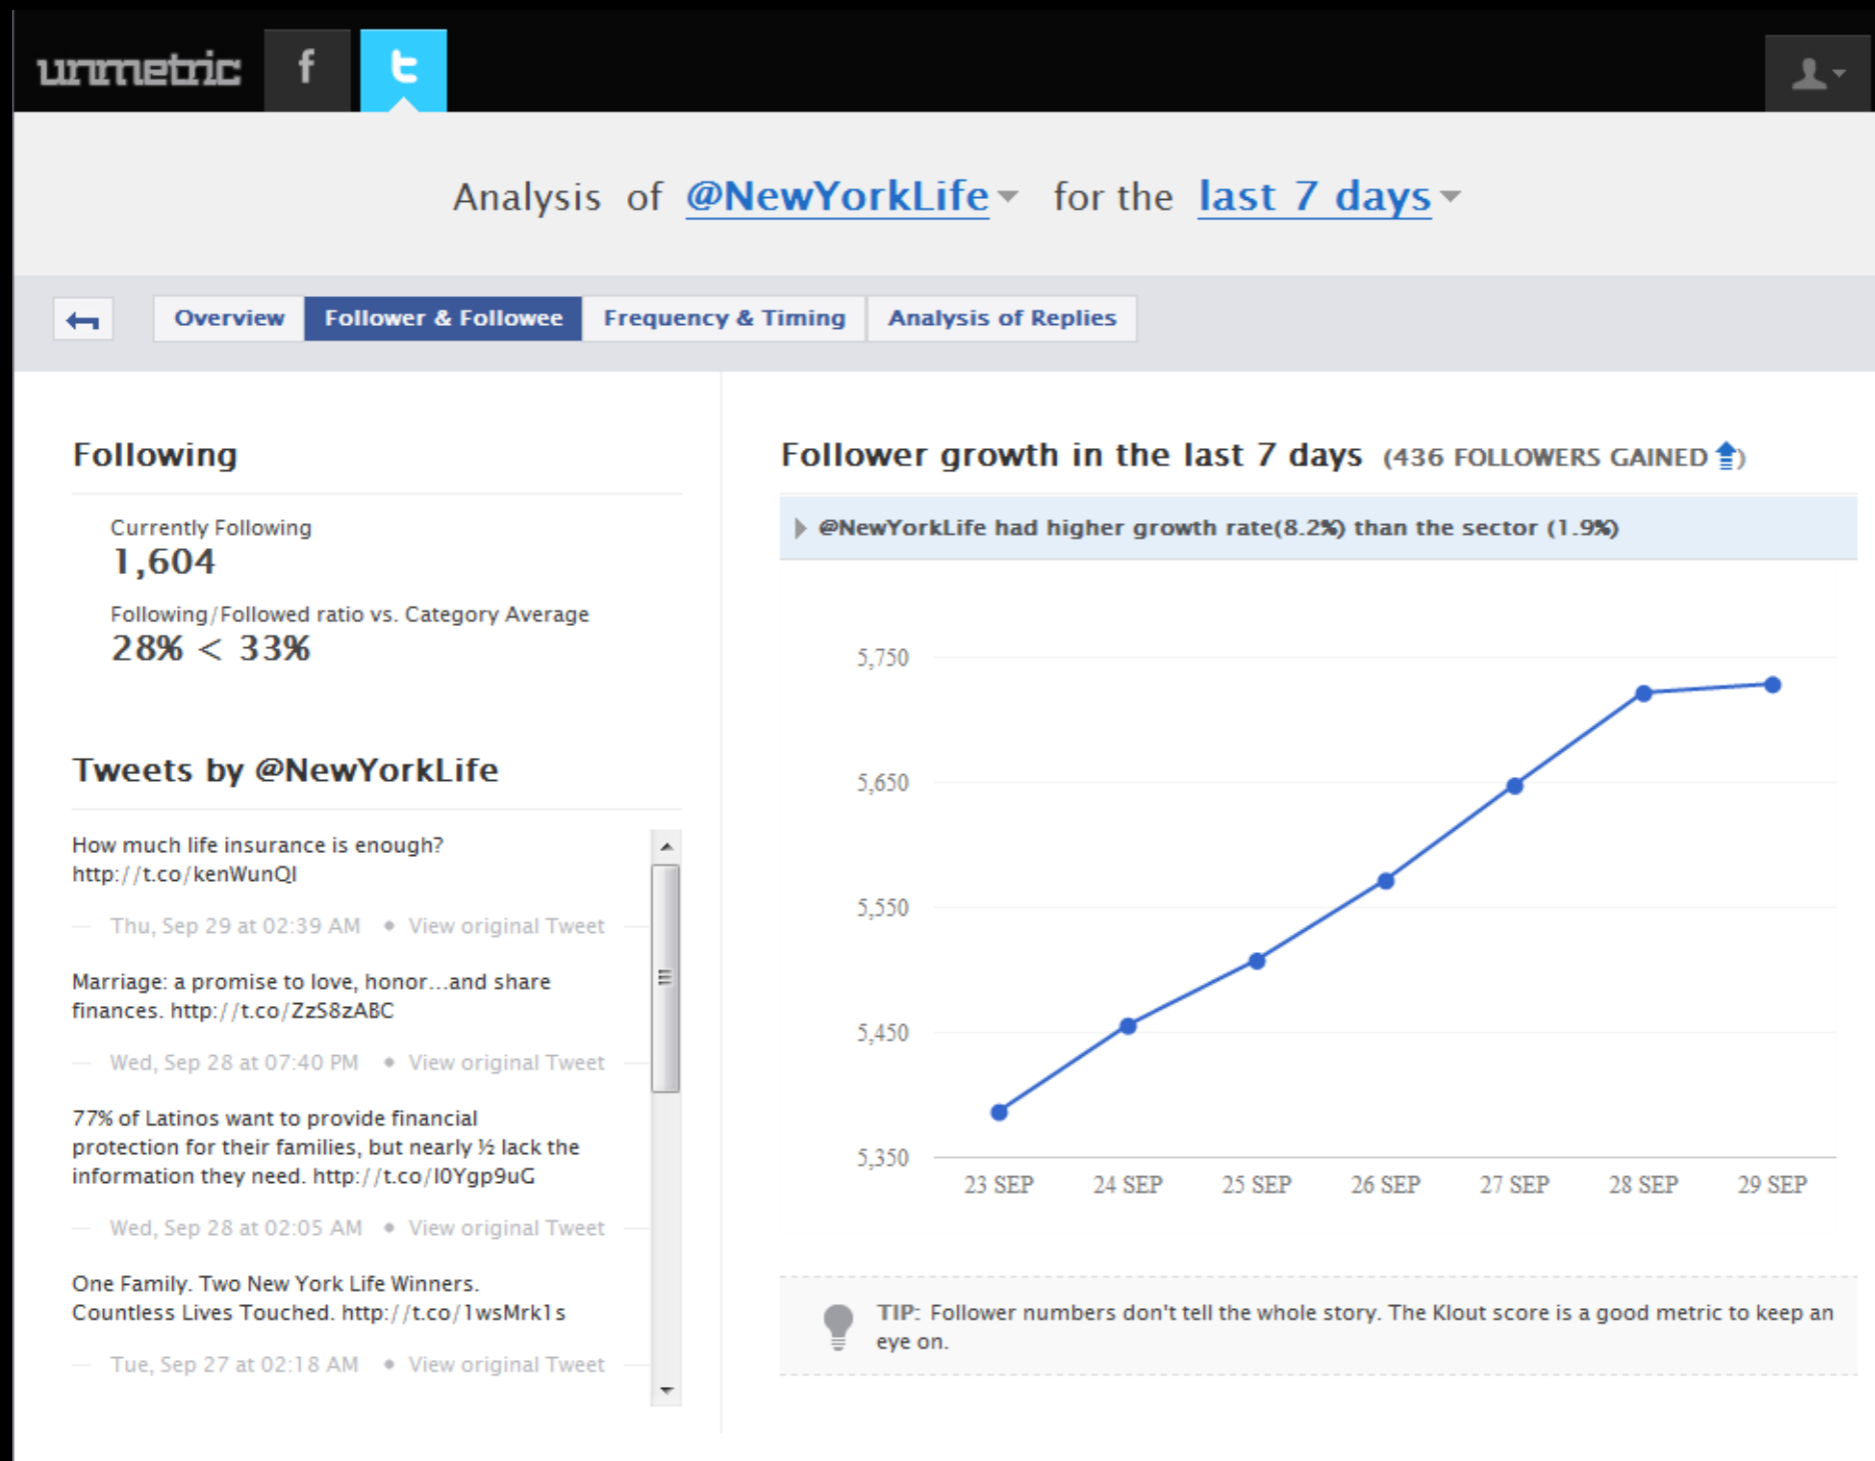 unmetric f t
Analysis of @NewYorkLife for the last 7 days
Overview Follower & Followee Frequency & Timing Analysis of Replies
Following
Currently Following
1,604
Following/Followed ratio vs. Category Average
28% < 33%
Tweets by @NewYorkLife
How much life insurance is enough?
http://t.co/kenWunQI
Thu, Sep 29 at 02:39 AM • View original Tweet
Marriage: a promise to love, honor...and share
finances. http://t.co/ZzS8zABC
Wed, Sep 28 at 07:40 PM • View original Tweet
77% of Latinos want to provide financial
protection for their families, but nearly ½ lack the
information they need. http://t.co/I0Ygp9uG
Wed, Sep 28 at 02:05 AM • View original Tweet
One Family. Two New York Life Winners.
Countless Lives Touched. http://t.co/1wsMrk1s
Tue, Sep 27 at 02:18 AM • View original Tweet
Follower growth in the last 7 days (436 FOLLOWERS GAINED)
@NewYorkLife had higher growth rate(8.2%) than the sector (1.9%)
5,750
5,650
5,550
5,450
5,350
23 SEP 24 SEP 25 SEP 26 SEP 27 SEP 28 SEP 29 SEP
TIP: Follower numbers don't tell the whole story. The Klout score is a good metric to keep an
eye on.